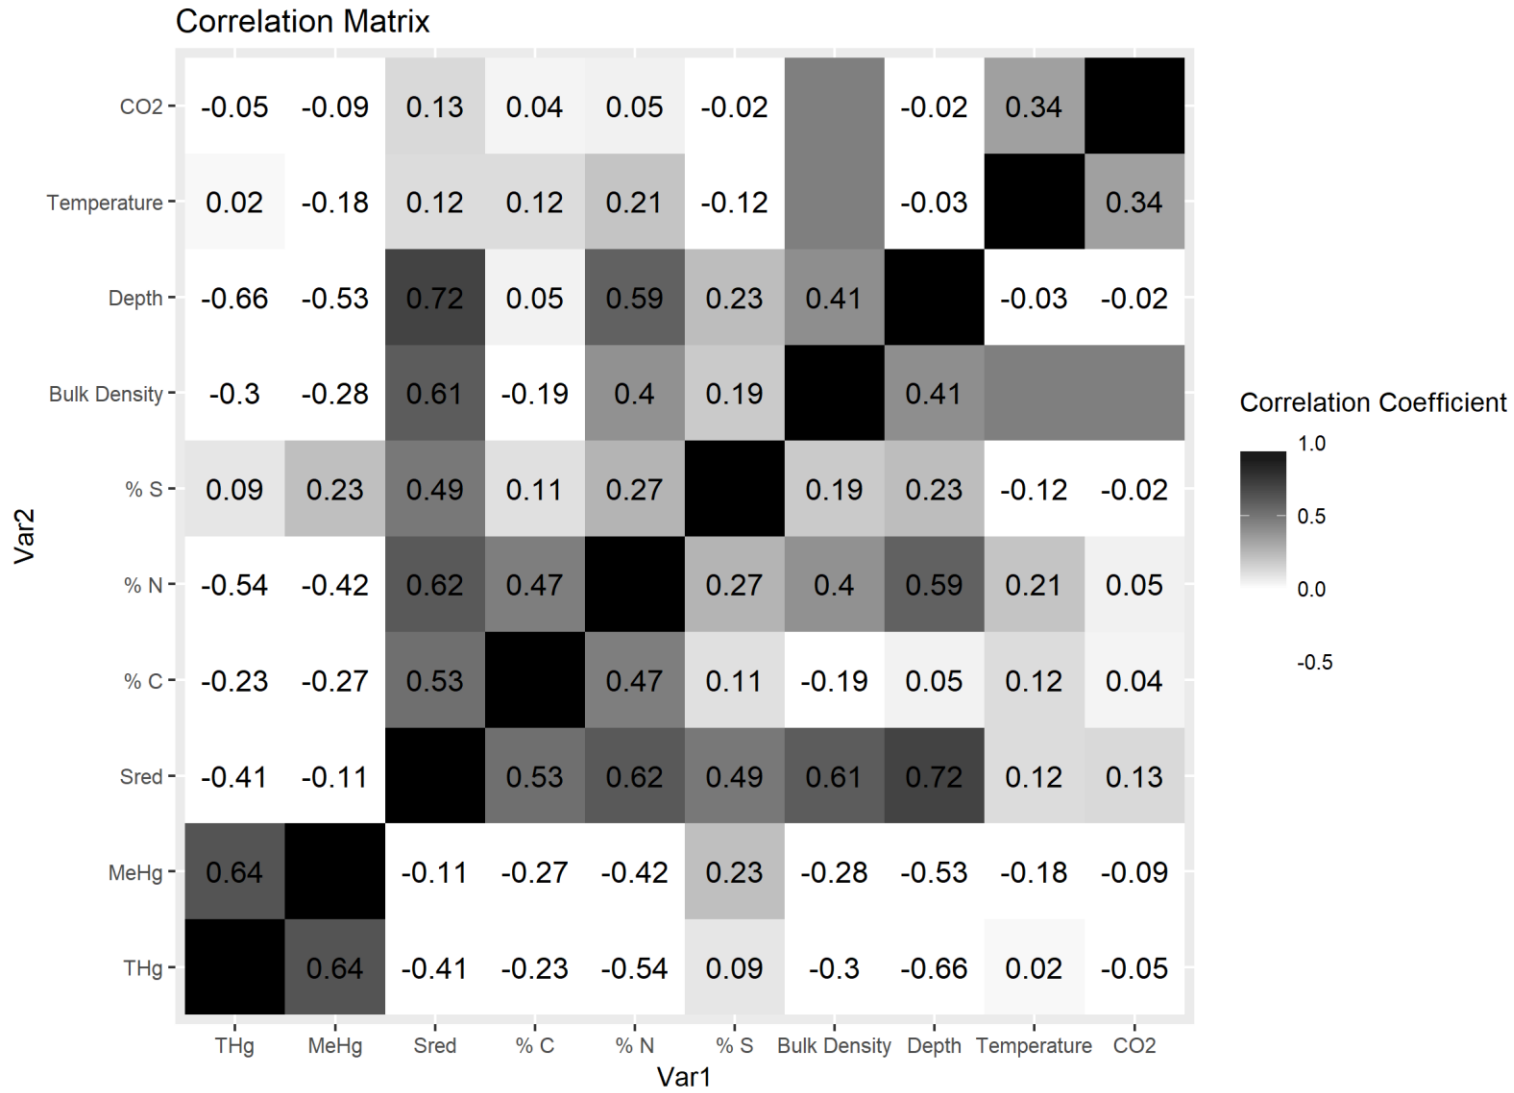 Correlation Matrix
CO2 -0.05 -0.09 0.13 0.04 0.05 -0.02 -0.02 0.34
Temperature 0.02 -0.18 0.12 0.12 0.21 -0.12 -0.03 0.34
Depth -0.66 -0.53 0.72 0.05 0.59 0.23 0.41 -0.03 -0.02
Bulk Density -0.3 -0.28 0.61 -0.19 0.4 0.19 0.41
% S 0.09 0.23 0.49 0.11 0.27 0.19 0.23 -0.12 -0.02
% N -0.54 -0.42 0.62 0.47 0.27 0.4 0.59 0.21 0.05
% C -0.23 -0.27 0.53 0.47 0.11 -0.19 0.05 0.12 0.04
Sred -0.41 -0.11 0.53 0.62 0.49 0.61 0.72 0.12 0.13
MeHg 0.64 -0.11 -0.27 -0.42 0.23 -0.28 -0.53 -0.18 -0.09
THg 0.64 -0.41 -0.23 -0.54 0.09 -0.3 -0.66 0.02 -0.05
THg MeHg Sred % C % N % S Bulk Density Depth Temperature CO2
Var1
Var2
Correlation Coefficient
1.0
0.5
0.0
-0.5